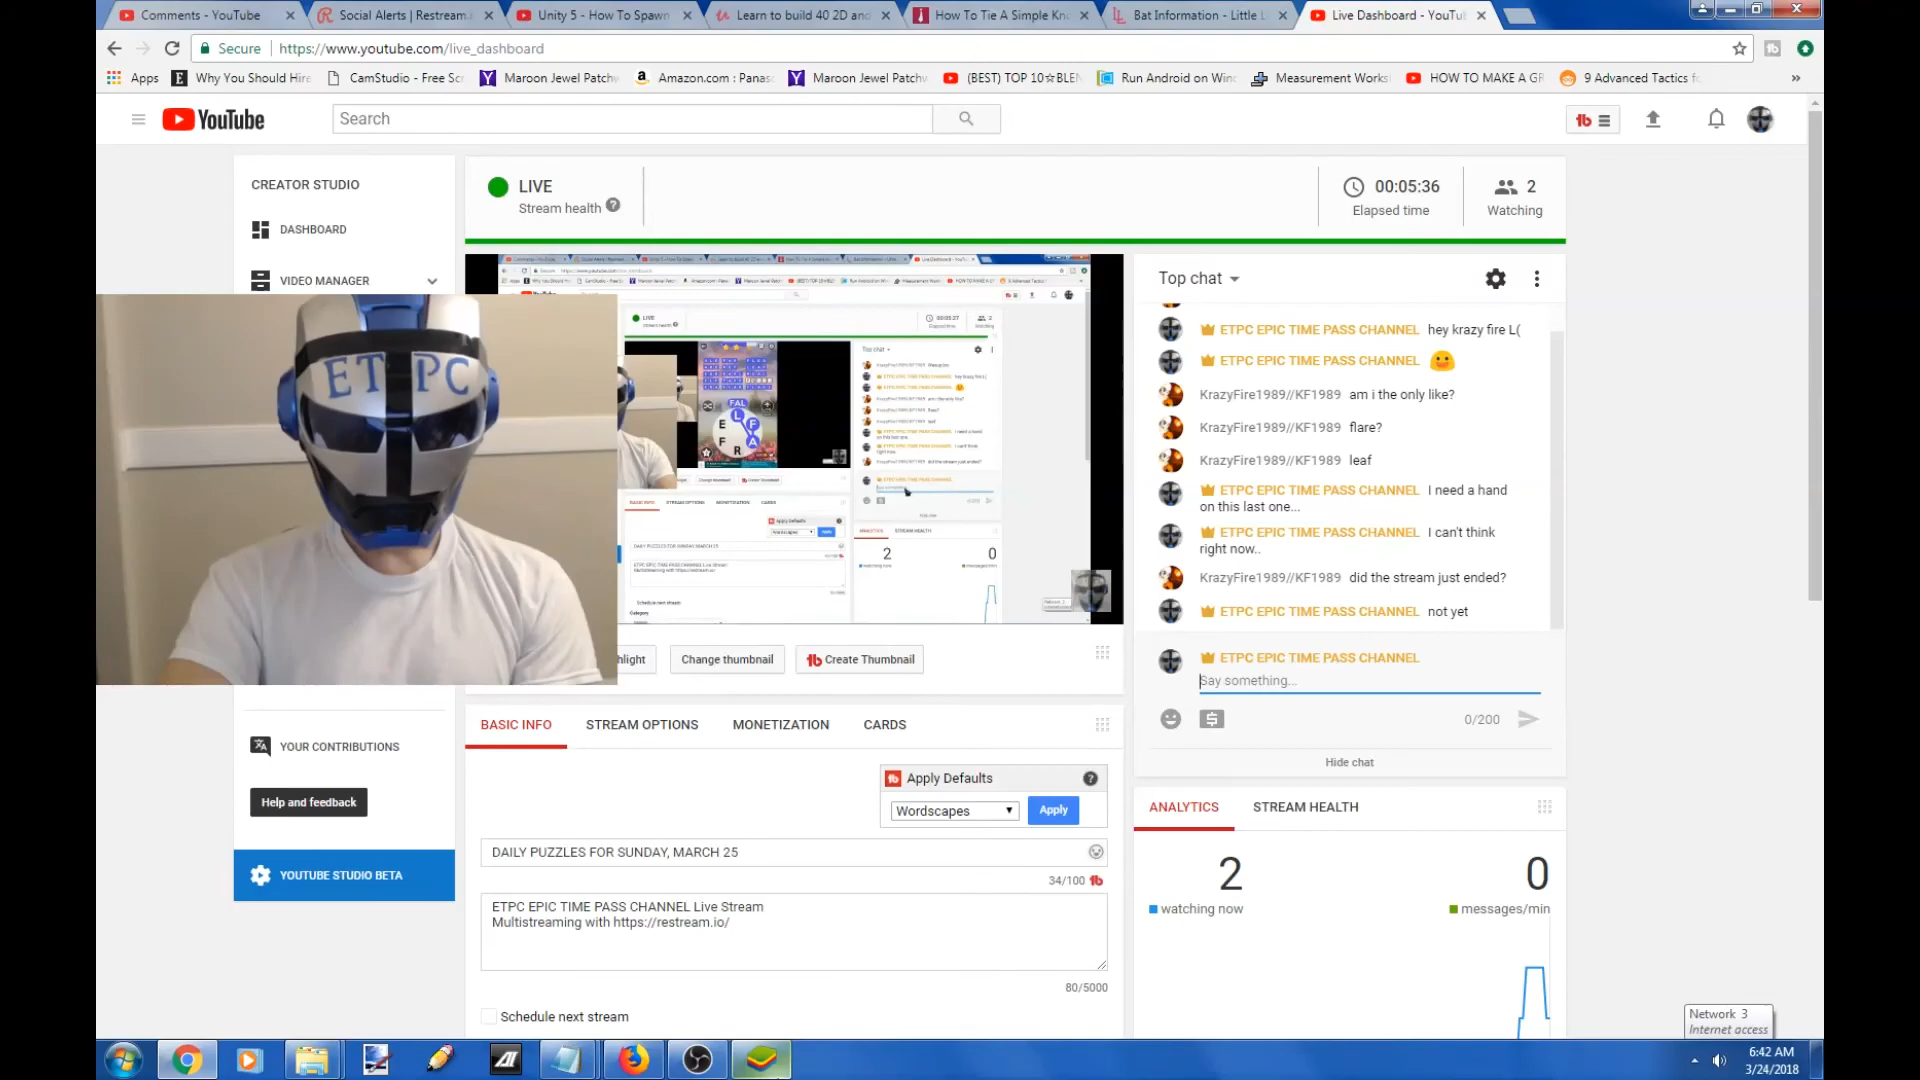 Comments - YouTube
Social Alerts | Restream.
Unity 5 - How To Spawn
Learn to build 40 2D and
How To Tie A Simple Kn
Bat Information - Little
Live Dashboard - YouTu
Secure
https://www.youtube.com/live_dashboard
Apps
Why You Should Hire
CamStudio - Free Scr
Maroon Jewel Patchw
Amazon.com : Panas
Maroon Jewel Patchw
(BEST) TOP 10☆BLEN
Run Android on Wind
Measurement Works
HOW TO MAKE A GR
9 Advanced Tactics fo
YouTube
Search
CREATOR STUDIO
DASHBOARD
VIDEO MANAGER
YOUR CONTRIBUTIONS
Help and feedback
YOUTUBE STUDIO BETA
LIVE
Stream health
00:05:36
Elapsed time
2
Watching
ETPC
FAL
L
E F
F A
R
hlight
Change thumbnail
Create Thumbnail
BASIC INFO
STREAM OPTIONS
MONETIZATION
CARDS
Apply Defaults
Wordscapes
Apply
DAILY PUZZLES FOR SUNDAY, MARCH 25
34/100
ETPC EPIC TIME PASS CHANNEL Live Stream
Multistreaming with https://restream.io/
80/5000
Schedule next stream
Top chat
ETPC EPIC TIME PASS CHANNEL hey krazy fire L(
ETPC EPIC TIME PASS CHANNEL
KrazyFire1989//KF1989 am i the only like?
KrazyFire1989//KF1989 flare?
KrazyFire1989//KF1989 leaf
ETPC EPIC TIME PASS CHANNEL I need a hand
on this last one...
ETPC EPIC TIME PASS CHANNEL I can't think
right now..
KrazyFire1989//KF1989 did the stream just ended?
ETPC EPIC TIME PASS CHANNEL not yet
ETPC EPIC TIME PASS CHANNEL
Say something...
0/200
Hide chat
ANALYTICS
STREAM HEALTH
2
watching now
0
messages/min
Network 3
Internet access
6:42 AM
3/24/2018